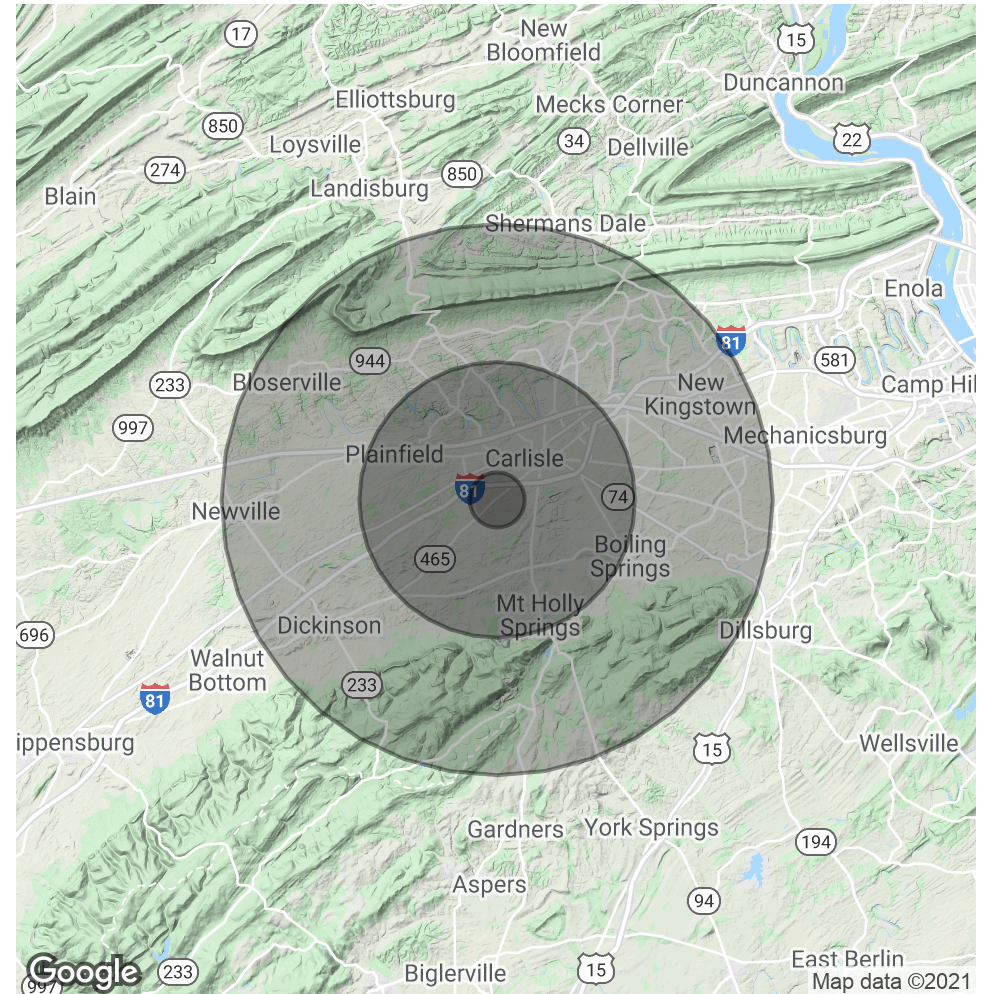 17
New
Bloomfield
15
Duncannon
Elliottsburg
Mecks Corner
850
Loysville
34
Dellville
22
274
850
Blain
Landisburg
Shermans Dale
Enola
81
944
581
233
Bloserville
New
Kingstown
Camp Hil
997
Mechanicsburg
Plainfield
Carlisle
81
74
Newville
465
Boiling
Springs
Mt Holly
Springs
Dickinson
Dillsburg
696
Walnut
Bottom
233
81
ippensburg
15
Wellsville
Gardners
York Springs
194
Aspers
94
East Berlin
Google
997
233
Biglerville
15
Map data ©2021